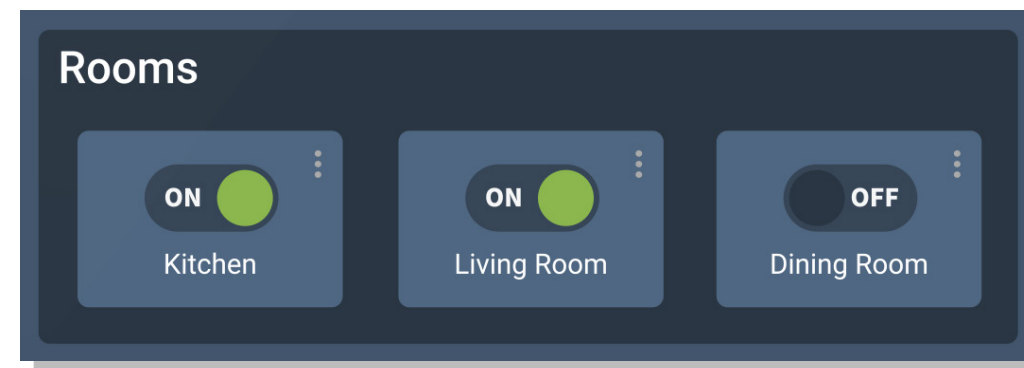 Rooms
ON
Kitchen
ON
Living Room
OFF
Dining Room